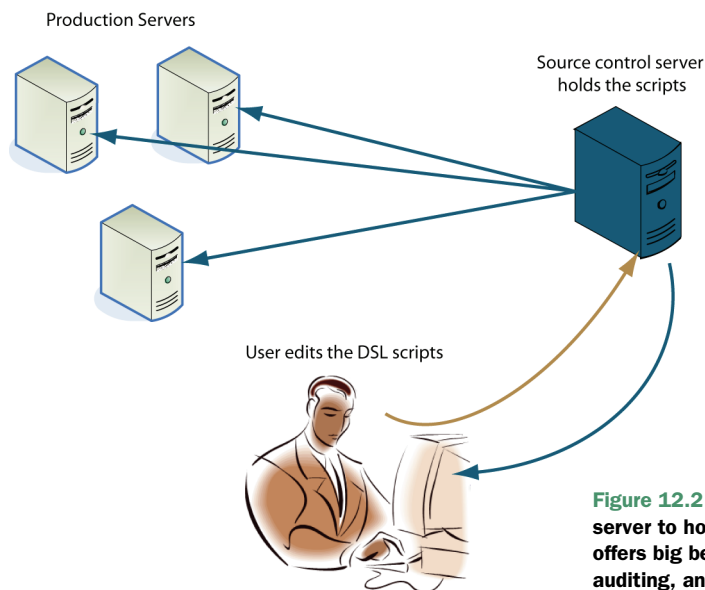 Production Servers
Source control server
holds the scripts
User edits the DSL scripts
Figure 12.2
server to ho
offers big be
auditing, an